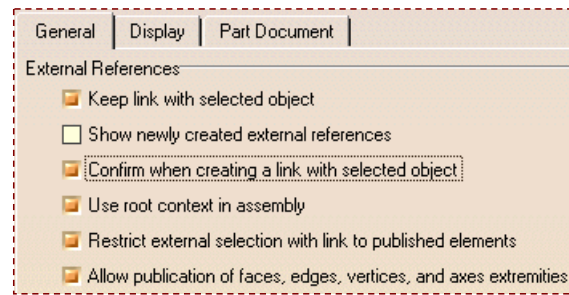 General Display Part Document
External References
Keep link with selected object
Show newly created external references
Confirm when creating a link with selected object
Use root context in assembly
Restrict external selection with link to published elements
Allow publication of faces, edges, vertices, and axes extremities